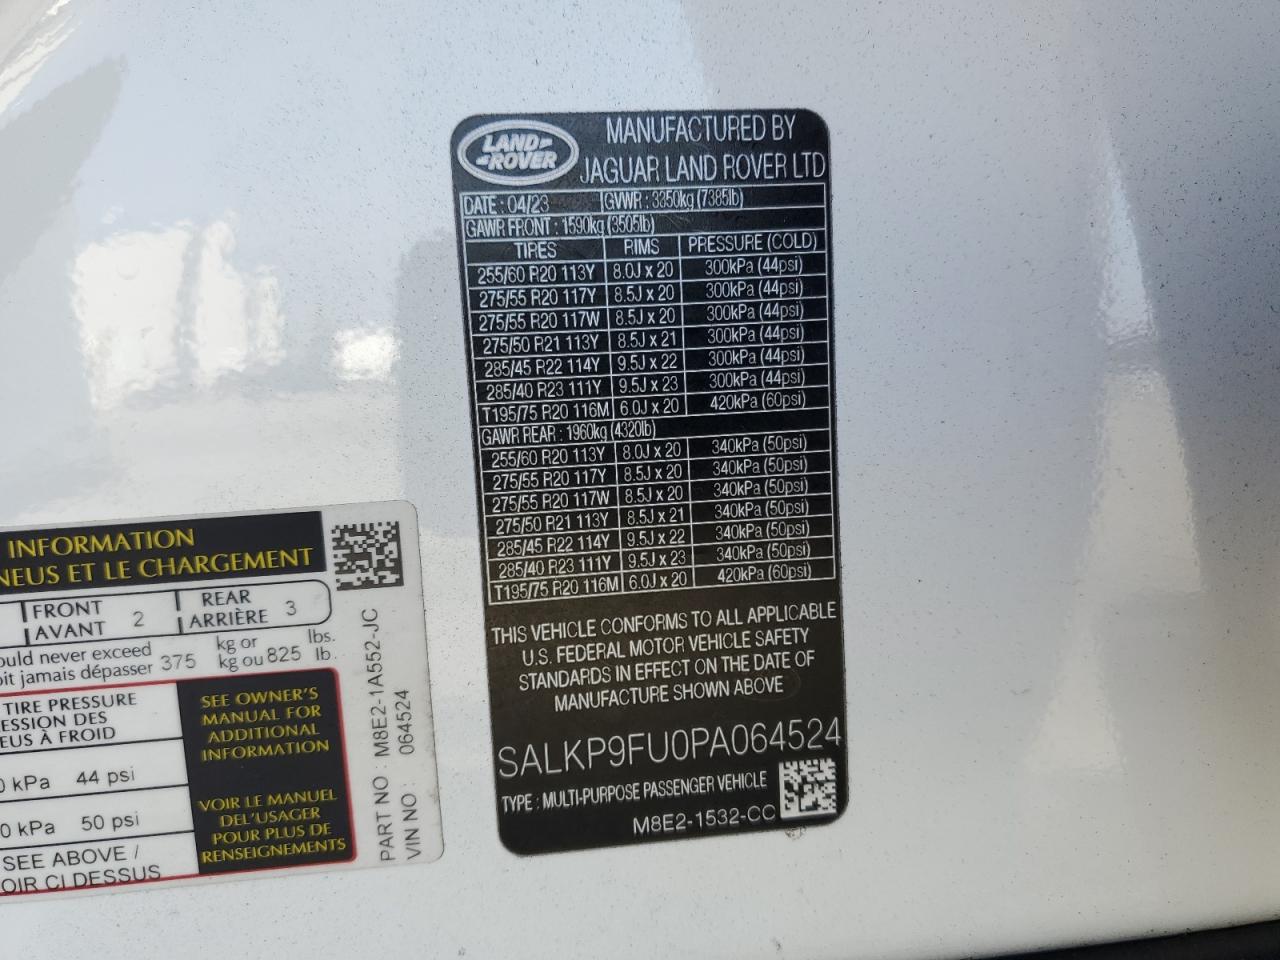 LAND ROVER
MANUFACTURED BY
JAGUAR LAND ROVER LTD
DATE : 04/23 GVWR : 3350kg (7385lb)
GAWR FRONT : 1590kg (3505lb)
TIRES RIMS PRESSURE (COLD)
255/60 R20 113Y 8.0J x 20 300kPa (44psi)
275/55 R20 117Y 8.5J x 20 300kPa (44psi)
275/55 R20 117W 8.5J x 20 300kPa (44psi)
275/50 R21 113Y 8.5J x 21 300kPa (44psi)
285/45 R22 114Y 9.5J x 22 300kPa (44psi)
285/40 R23 111Y 9.5J x 23 300kPa (44psi)
T195/75 R20 116M 6.0J x 20 420kPa (60psi)
GAWR REAR : 1960kg (4320lb)
255/60 R20 113Y 8.0J x 20 340kPa (50psi)
275/55 R20 117Y 8.5J x 20 340kPa (50psi)
275/55 R20 117W 8.5J x 20 340kPa (50psi)
275/50 R21 113Y 8.5J x 21 340kPa (50psi)
285/45 R22 114Y 9.5J x 22 340kPa (50psi)
285/40 R23 111Y 9.5J x 23 340kPa (50psi)
T195/75 R20 116M 6.0J x 20 420kPa (60psi)
THIS VEHICLE CONFORMS TO ALL APPLICABLE
U.S. FEDERAL MOTOR VEHICLE SAFETY
STANDARDS IN EFFECT ON THE DATE OF
MANUFACTURE SHOWN ABOVE
SALKP9FU0PA064524
TYPE : MULTI-PURPOSE PASSENGER VEHICLE
M8E2-1532-CC
INFORMATION
NEUS ET LE CHARGEMENT
FRONT 2 REAR 3
AVANT ARRIÈRE
ould never exceed 375 kg or 825 lbs.
oit jamais dépasser kg ou lb.
TIRE PRESSURE
ESSION DES
EUS À FROID
0 kPa 44 psi
0 kPa 50 psi
SEE ABOVE /
OIR CI DESSUS
SEE OWNER'S
MANUAL FOR
ADDITIONAL
INFORMATION
VOIR LE MANUEL
DEL'USAGER
POUR PLUS DE
RENSEIGNEMENTS
PART NO M8E2-1A552-JC
VIN NO : 064524